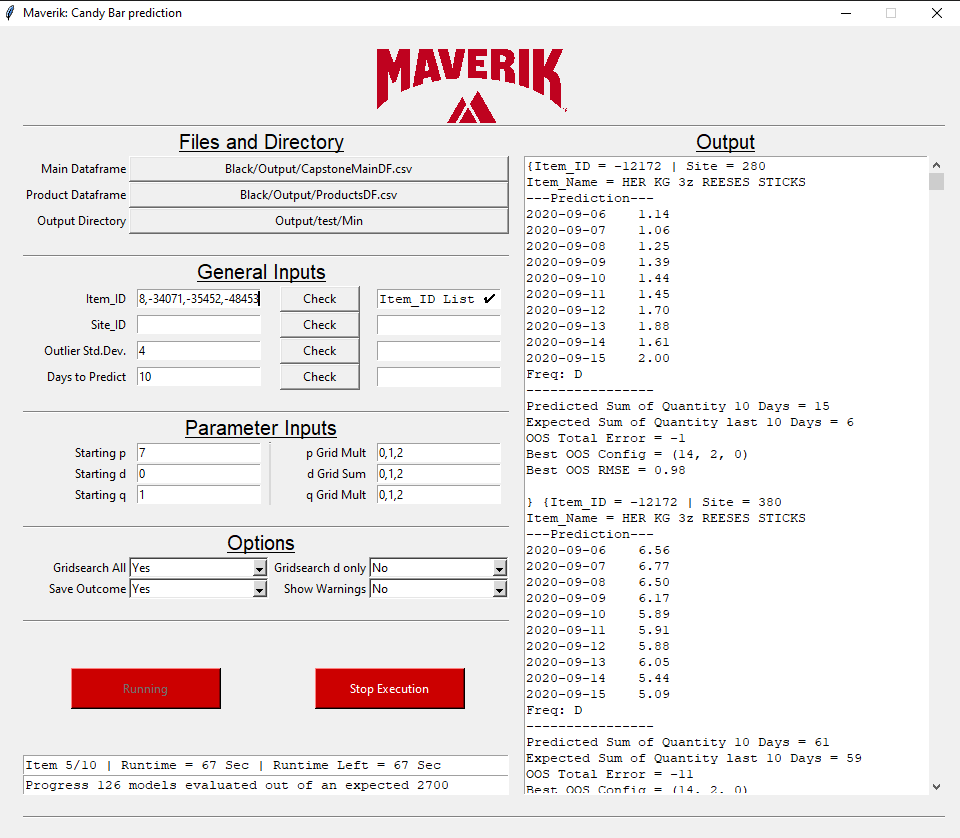 Maverik: Candy Bar prediction
MAVERIK
Files and Directory
Main Dataframe Black/Output/CapstoneMainDF.csv
Product Dataframe Black/Output/ProductsDF.csv
Output Directory Output/test/Min
General Inputs
Item_ID 8,-34071,-35452,-48453 Check Item_ID List ✔
Site_ID Check
Outlier Std.Dev. 4 Check
Days to Predict 10 Check
Parameter Inputs
Starting p 7 p Grid Mult 0,1,2
Starting d 0 d Grid Sum 0,1,2
Starting q 1 q Grid Mult 0,1,2
Options
Gridsearch All Yes Gridsearch d only No
Save Outcome Yes Show Warnings No
Running Stop Execution
Item 5/10 | Runtime = 67 Sec | Runtime Left = 67 Sec
Progress 126 models evaluated out of an expected 2700
Output
{Item_ID = -12172 | Site = 280
Item_Name = HER KG 3z REESES STICKS
---Prediction---
2020-09-06 1.14
2020-09-07 1.06
2020-09-08 1.25
2020-09-09 1.39
2020-09-10 1.44
2020-09-11 1.45
2020-09-12 1.70
2020-09-13 1.88
2020-09-14 1.61
2020-09-15 2.00
Freq: D
----------------
Predicted Sum of Quantity 10 Days = 15
Expected Sum of Quantity last 10 Days = 6
OOS Total Error = -1
Best OOS Config = (14, 2, 0)
Best OOS RMSE = 0.98
} {Item_ID = -12172 | Site = 380
Item_Name = HER KG 3z REESES STICKS
---Prediction---
2020-09-06 6.56
2020-09-07 6.77
2020-09-08 6.50
2020-09-09 6.17
2020-09-10 5.89
2020-09-11 5.91
2020-09-12 5.88
2020-09-13 6.05
2020-09-14 5.44
2020-09-15 5.09
Freq: D
----------------
Predicted Sum of Quantity 10 Days = 61
Expected Sum of Quantity last 10 Days = 59
OOS Total Error = -11
Best OOS Config = (14, 2, 0)